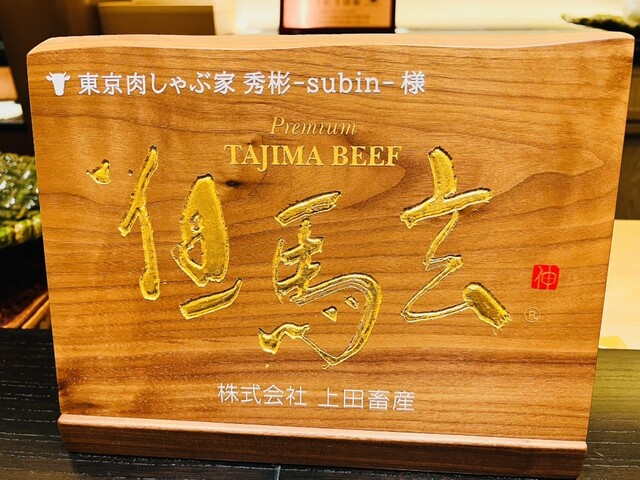 東京肉しゃぶ家 秀彬-subin-様
Premium
TAJIMA BEEF
但馬玄
伸
®
株式会社 上田畜産